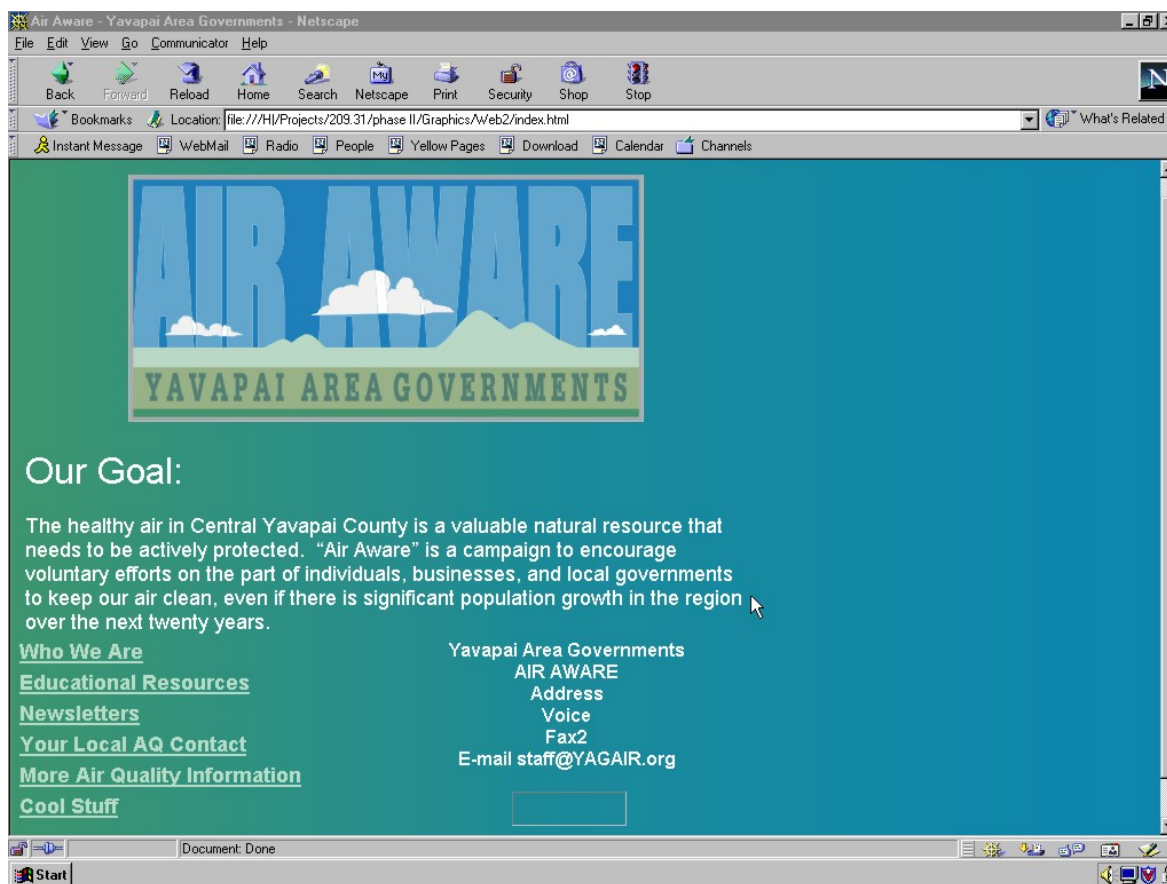 Air Aware - Yavapai Area Governments - Netscape
File Edit View Go Communicator Help
Back Forward Reload Home Search Netscape Print Security Shop Stop
My
N
Bookmarks Location: file:///H|/Projects/209.31/phase II/Graphics/Web2/index.html What's Related
Instant Message WebMail Radio People Yellow Pages Download Calendar Channels
AIR AWARE
YAVAPAI AREA GOVERNMENTS
Our Goal:
The healthy air in Central Yavapai County is a valuable natural resource that
needs to be actively protected. “Air Aware” is a campaign to encourage
voluntary efforts on the part of individuals, businesses, and local governments
to keep our air clean, even if there is significant population growth in the region
over the next twenty years.
Who We Are
Educational Resources
Newsletters
Your Local AQ Contact
More Air Quality Information
Cool Stuff
Yavapai Area Governments
AIR AWARE
Address
Voice
Fax2
E-mail staff@YAGAIR.org
Document: Done
Start